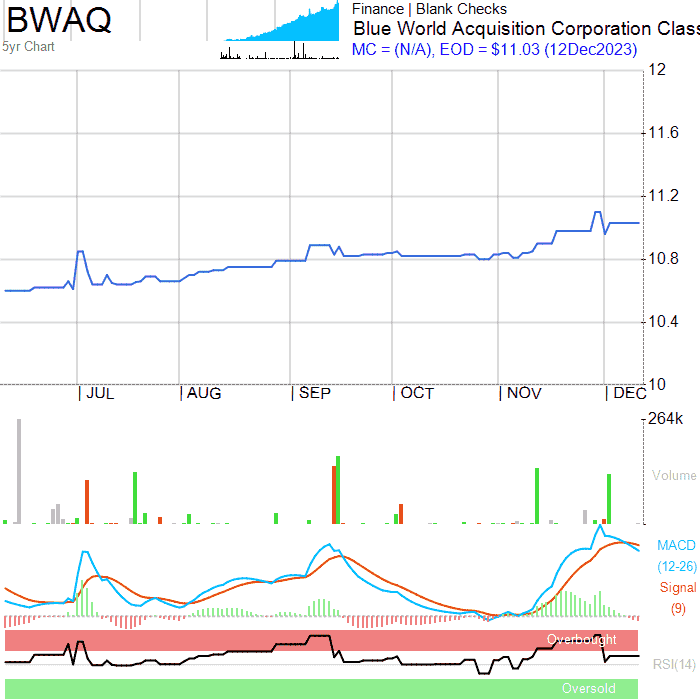 BWAQ
5yr Chart
Finance | Blank Checks
Blue World Acquisition Corporation Class
MC = (N/A), EOD = $11.03 (12Dec2023)
12
11.6
11.2
10.8
10.4
10
| JUL | AUG | SEP | OCT | NOV | DEC
264k
Volume
MACD
(12-26)
Signal
(9)
Overbought
RSI(14)
Oversold